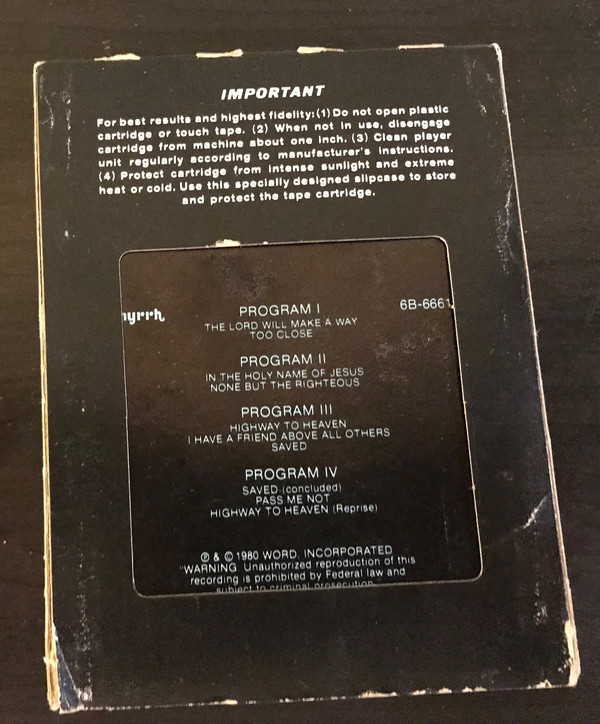 IMPORTANT
For best results and highest fidelity:(1) Do not open plastic
cartridge or touch tape. (2) When not in use, disengage
cartridge from machine about one inch. (3) Clean player
unit regularly according to manufacturer's instructions.
(4) Protect cartridge from intense sunlight and extreme
heat or cold. Use this specially designed slipcase to store
and protect the tape cartridge.
yrrh
6B-6661
PROGRAM I
THE LORD WILL MAKE A WAY
TOO CLOSE
PROGRAM II
IN THE HOLY NAME OF JESUS
NONE BUT THE RIGHTEOUS
PROGRAM III
HIGHWAY TO HEAVEN
I HAVE A FRIEND ABOVE ALL OTHERS
SAVED
PROGRAM IV
SAVED (concluded)
PASS ME NOT
HIGHWAY TO HEAVEN (Reprise)
℗ & © 1980 WORD, INCORPORATED
"WARNING: Unauthorized reproduction of this
recording is prohibited by Federal law and
subject to criminal prosecution